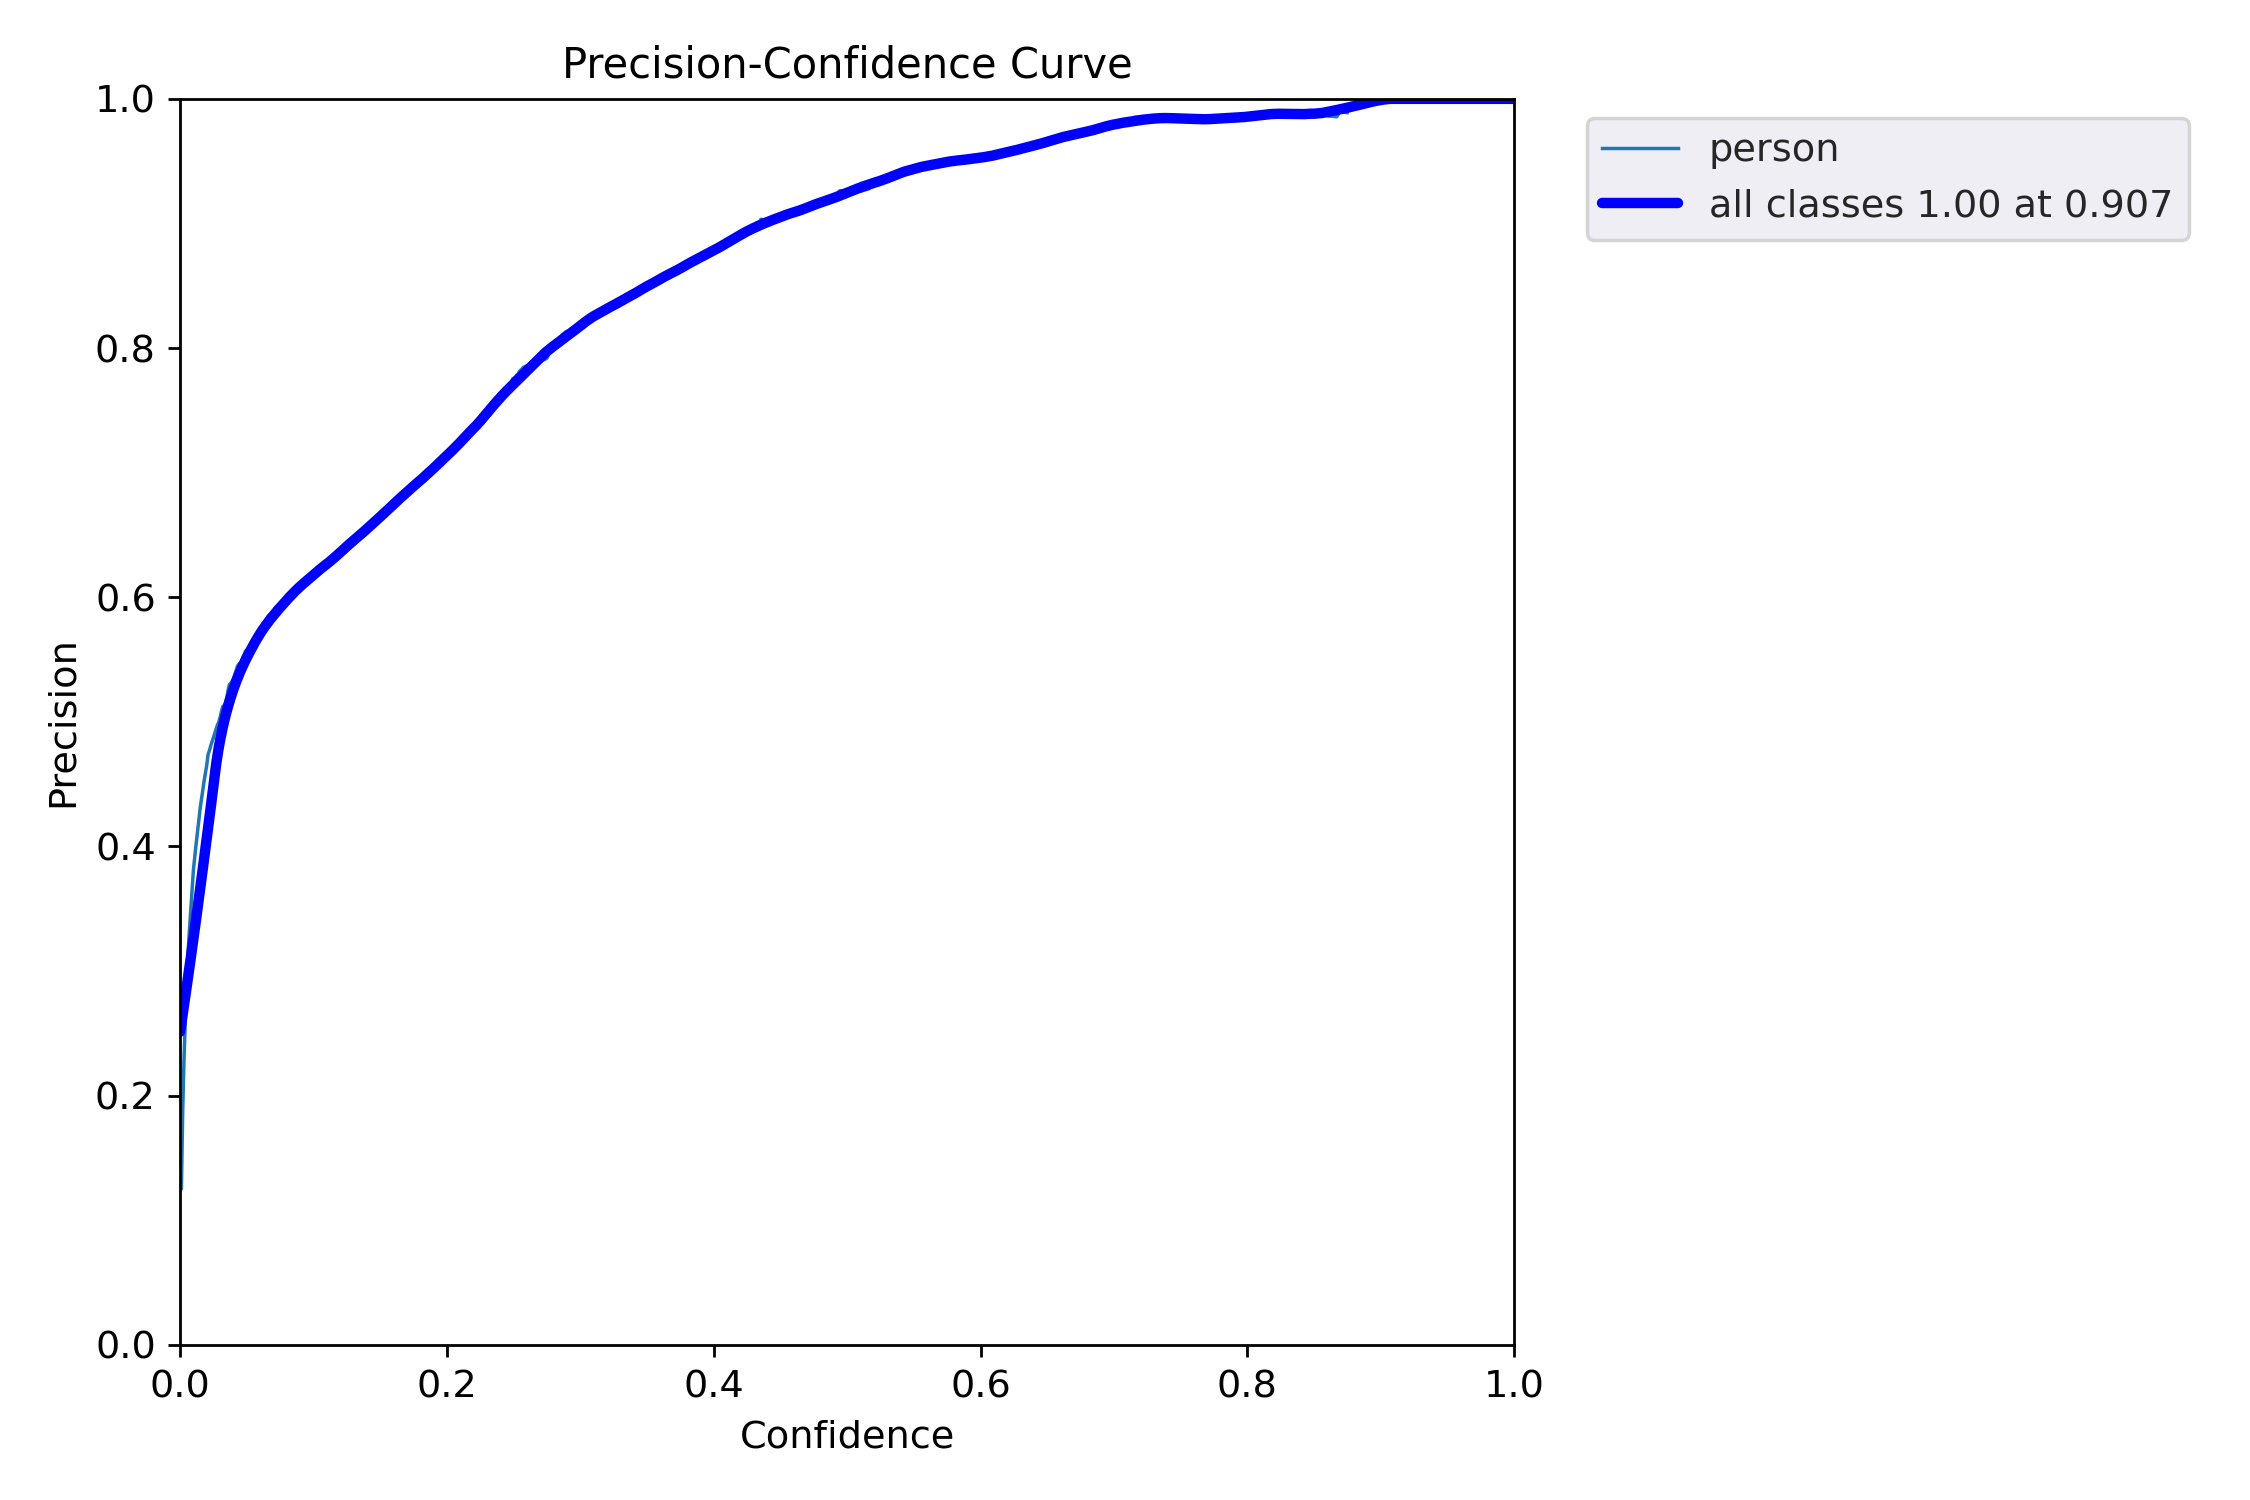 Precision-Confidence Curve
1.0
0.8
0.6
0.4
0.2
0.0
Precision
0.0 0.2 0.4 0.6 0.8 1.0
Confidence
person
all classes 1.00 at 0.907